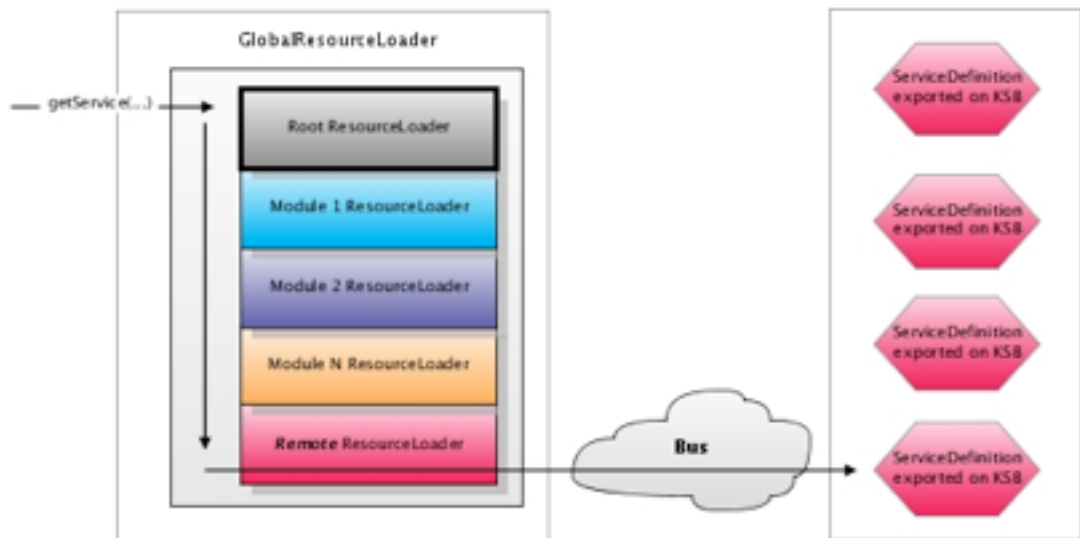 GlobalResourceLoader
getService(...)
Root ResourceLoader
Module 1 ResourceLoader
Module 2 ResourceLoader
Module N ResourceLoader
Remote ResourceLoader
Bus
ServiceDefinition
exported on KSB
ServiceDefinition
exported on KSB
ServiceDefinition
exported on KSB
ServiceDefinition
exported on KSB